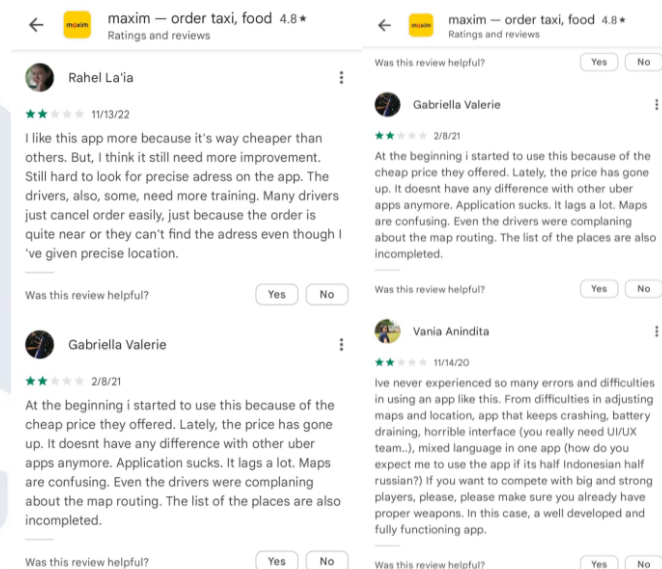 maxim — order taxi, food 4.8★
Ratings and reviews
Rahel La'ia
11/13/22
I like this app more because it's way cheaper than
others. But, I think it still need more improvement.
Still hard to look for precise adress on the app. The
drivers, also, some, need more training. Many drivers
just cancel order easily, just because the order is
quite near or they can't find the adress even though I
've given precise location.
Was this review helpful? Yes No
Gabriella Valerie
2/8/21
At the beginning i started to use this because of the
cheap price they offered. Lately, the price has gone
up. It doesnt have any difference with other uber
apps anymore. Application sucks. It lags a lot. Maps
are confusing. Even the drivers were complaning
about the map routing. The list of the places are also
incompleted.
Was this review helpful? Yes No
maxim — order taxi, food 4.8★
Ratings and reviews
Was this review helpful? Yes No
Gabriella Valerie
2/8/21
At the beginning i started to use this because of the
cheap price they offered. Lately, the price has gone
up. It doesnt have any difference with other uber
apps anymore. Application sucks. It lags a lot. Maps
are confusing. Even the drivers were complaning
about the map routing. The list of the places are also
incompleted.
Was this review helpful? Yes No
Vania Anindita
11/14/20
Ive never experienced so many errors and difficulties
in using an app like this. From difficulties in adjusting
maps and location, app that keeps crashing, battery
draining, horrible interface (you really need UI/UX
team..), mixed language in one app (how do you
expect me to use the app if its half Indonesian half
russian?) If you want to compete with big and strong
players, please, please make sure you already have
proper weapons. In this case, a well developed and
fully functioning app.
Was this review helpful? Yes No